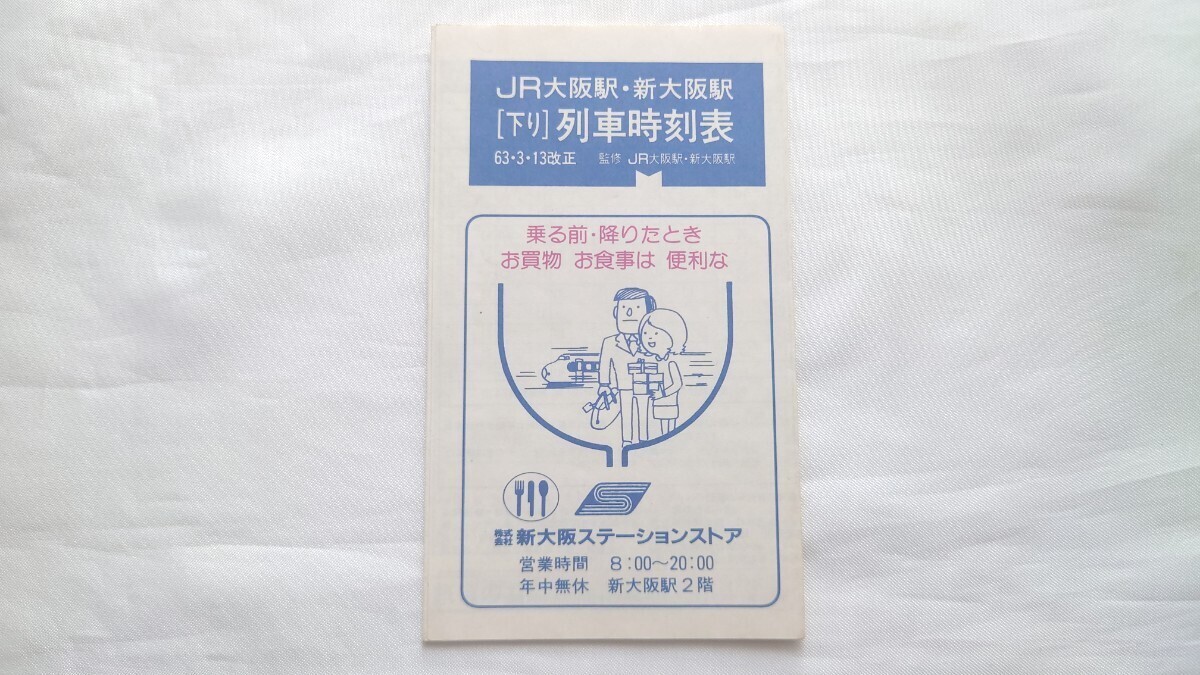 JR大阪駅・新大阪駅
[下り]列車時刻表
63・3・13改正 監修 JR大阪駅・新大阪駅
乗る前・降りたとき
お買物 お食事は 便利な
株式会社 新大阪ステーションストア
営業時間 8:00〜20:00
年中無休 新大阪駅2階